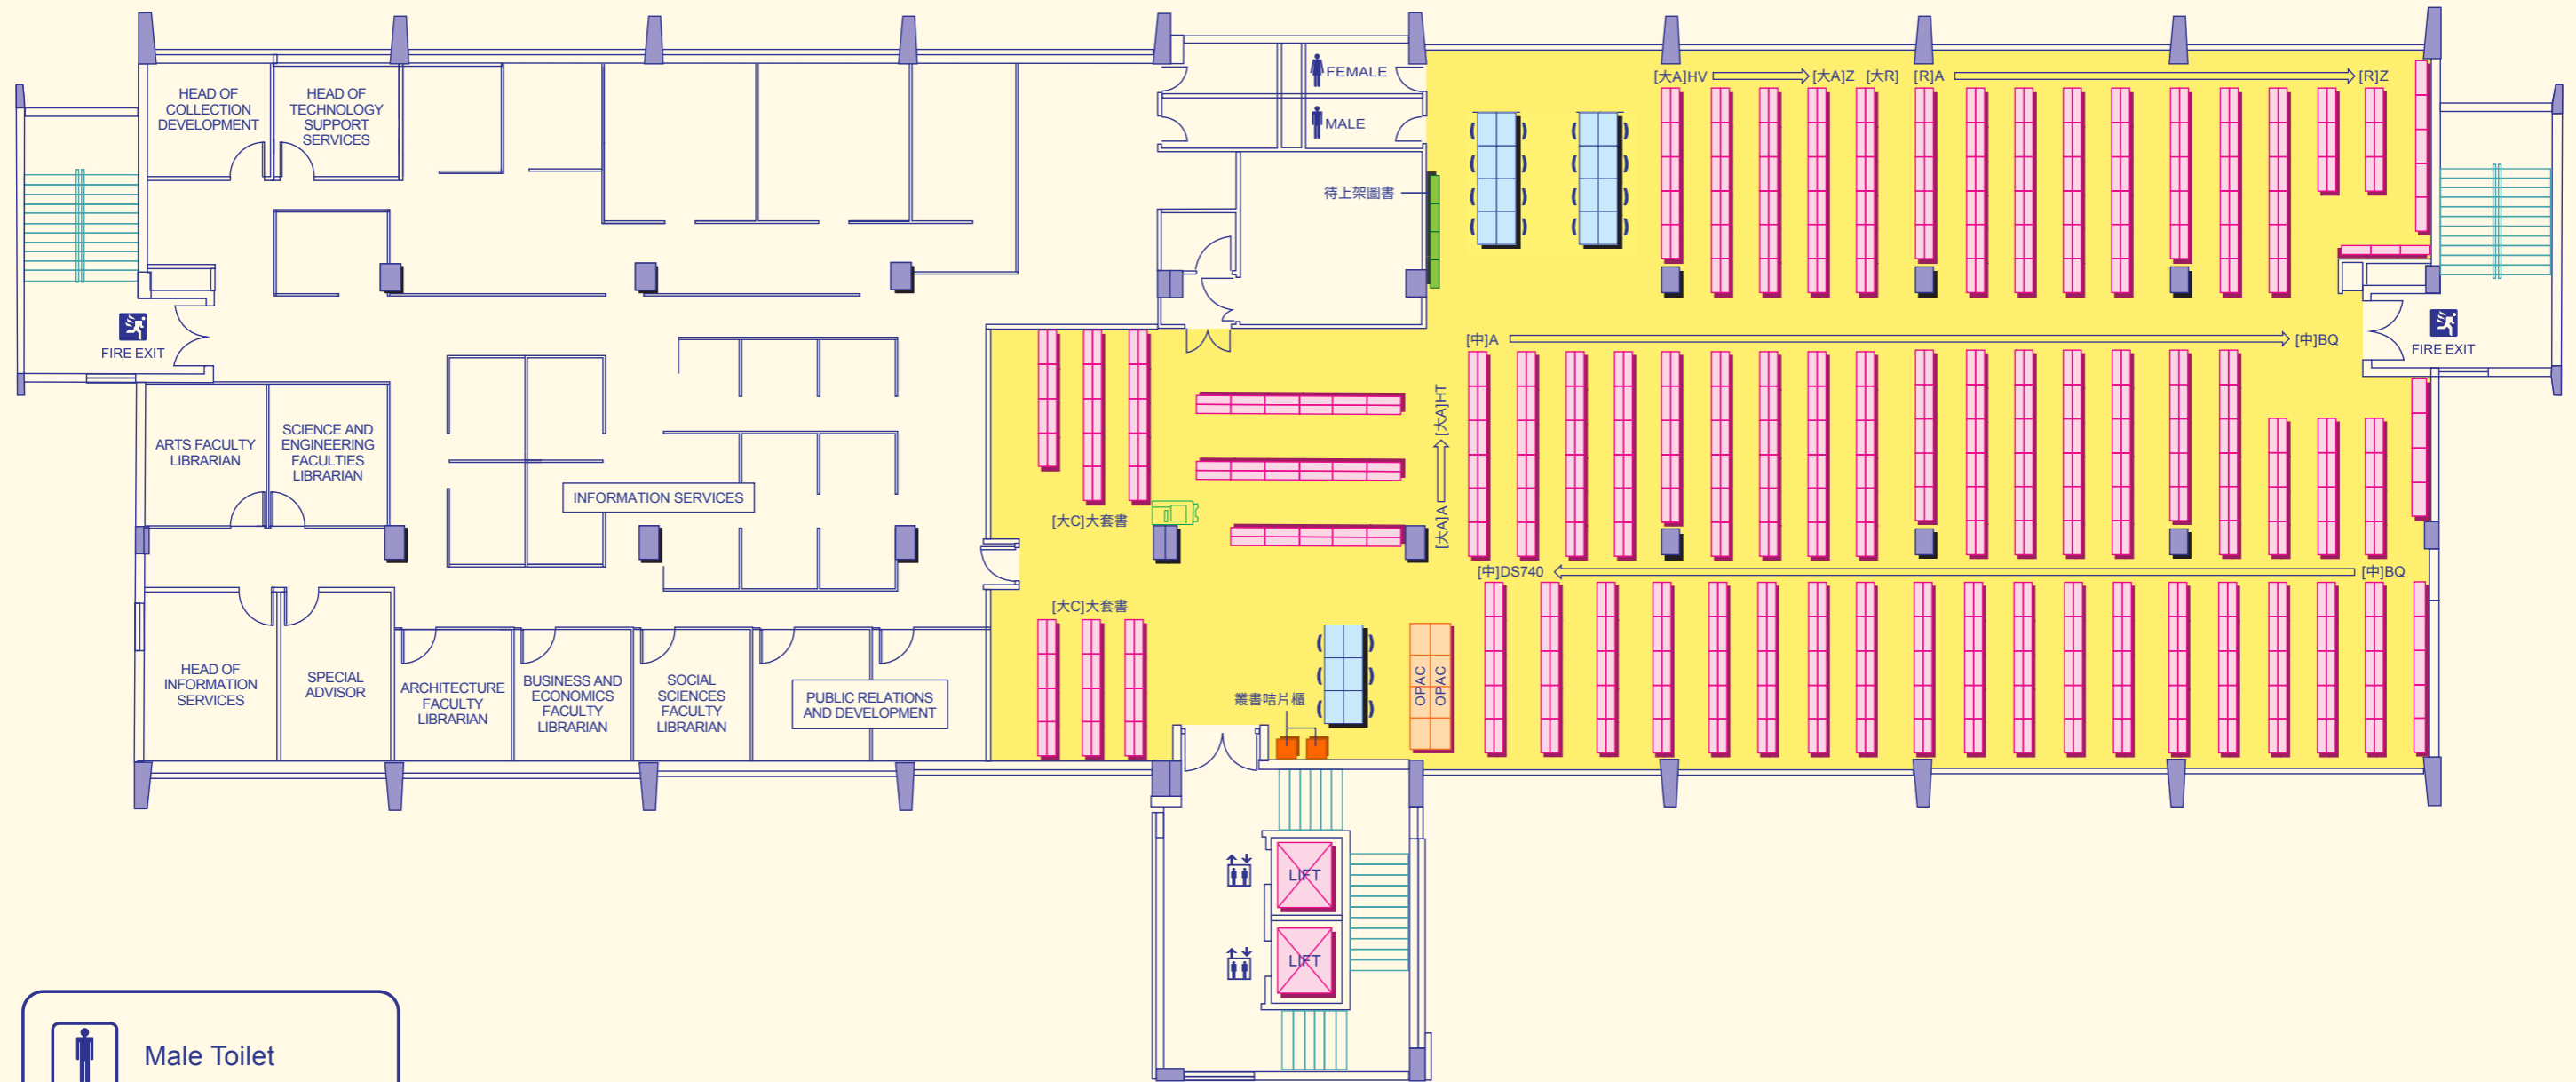 HEAD OF
COLLECTION
DEVELOPMENT
HEAD OF
TECHNOLOGY
SUPPORT
SERVICES
FEMALE
MALE
[大A]HV
[大A]Z
[大R]
[R]A
[R]Z
待上架圖書
FIRE EXIT
[中]A
[中]BQ
FIRE EXIT
ARTS FACULTY
LIBRARIAN
SCIENCE AND
ENGINEERING
FACULTIES
LIBRARIAN
INFORMATION SERVICES
[大C]大套書
[大A]A
[大A]HT
[中]DS740
[中]BQ
[大C]大套書
HEAD OF
INFORMATION
SERVICES
SPECIAL
ADVISOR
ARCHITECTURE
FACULTY
LIBRARIAN
BUSINESS AND
ECONOMICS
FACULTY
LIBRARIAN
SOCIAL
SCIENCES
FACULTY
LIBRARIAN
PUBLIC RELATIONS
AND DEVELOPMENT
叢書咭片櫃
OPAC
OPAC
LIFT
LIFT
Male Toilet